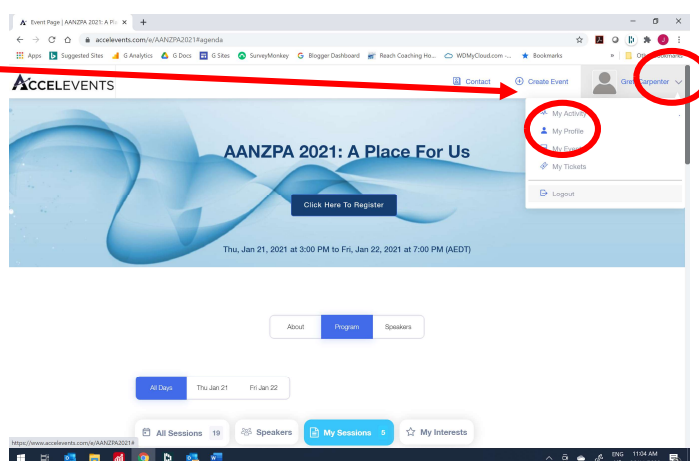 Event Page | AANZPA 2021: A Pla
accelevents.com/e/AANZPA2021#agenda
Apps Suggested Sites G Analytics G Docs G Sites SurveyMonkey Blogger Dashboard Reach Coaching Ho... WDMyCloud.com -... Bookmarks »
ACCELEVENTS Contact Create Event Carpenter
My Activity
My Profile
My Tickets
Logout
AANZPA 2021: A Place For Us
Click Here To Register
Thu, Jan 21, 2021 at 3:00 PM to Fri, Jan 22, 2021 at 7:00 PM (AEDT)
About Program Speakers
All Days Thu Jan 21 Fri Jan 22
All Sessions 19 Speakers My Sessions 5 My Interests
https://www.accelevents.com/e/AANZPA2021#
ENG 11:04 AM